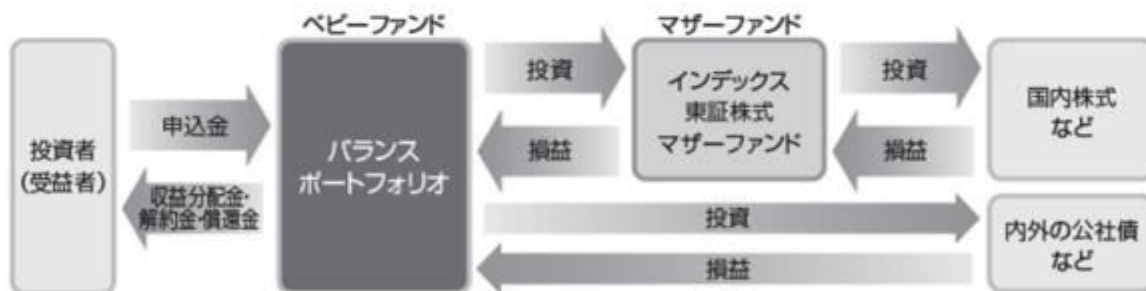 ベビーファンド
マザーファンド
投資者
(受益者)
申込金
収益分配金・
解約金・償還金
バランス
ポートフォリオ
投資
損益
インデックス
東証株式
マザーファンド
投資
損益
国内株式
など
投資
損益
内外の公社債
など